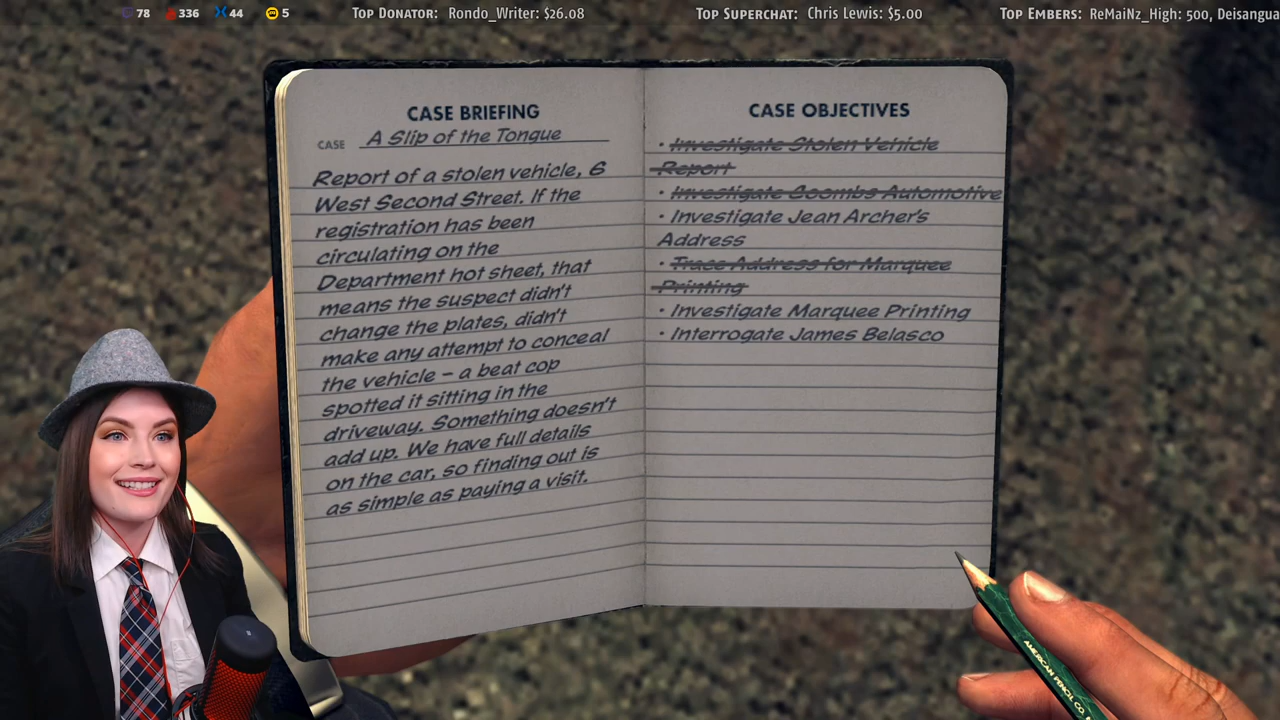 78 336 44 5 Top Donator: Rondo_Writer: $26.08 Top Superchat: Chris Lewis: $5.00 Top Embers: ReMaiNz_High: 500, Deisangua
CASE BRIEFING
CASE A Slip of the Tongue
Report of a stolen vehicle, 6
West Second Street. If the
registration has been
circulating on the
Department hot sheet, that
means the suspect didn't
change the plates, didn't
make any attempt to conceal
the vehicle – a beat cop
spotted it sitting in the
driveway. Something doesn't
add up. We have full details
on the car, so finding out is
as simple as paying a visit.
CASE OBJECTIVES
· Investigate Stolen Vehicle
Report
· Investigate Coombs Automotive
· Investigate Jean Archer's
Address
· Trace Address for Marquee
Printing
· Investigate Marquee Printing
· Interrogate James Belasco
AMERICAN PENCIL CO.